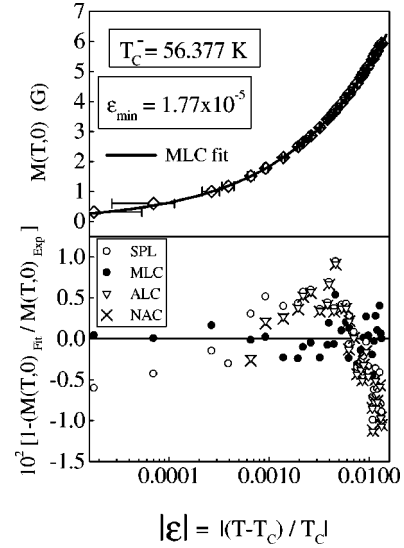 7
6
5
4
3
2
1
0
M(T,0) (G)
T_C^- = 56.377 K
ε_min = 1.77x10^-5
MLC fit
1.0
0.5
0.0
-0.5
-1.0
-1.5
10^2 [1-(M(T,0)_Fit / M(T,0)_Exp]
SPL
MLC
ALC
NAC
0.0001 0.0010 0.0100
|ε| = |(T-T_C) / T_C|